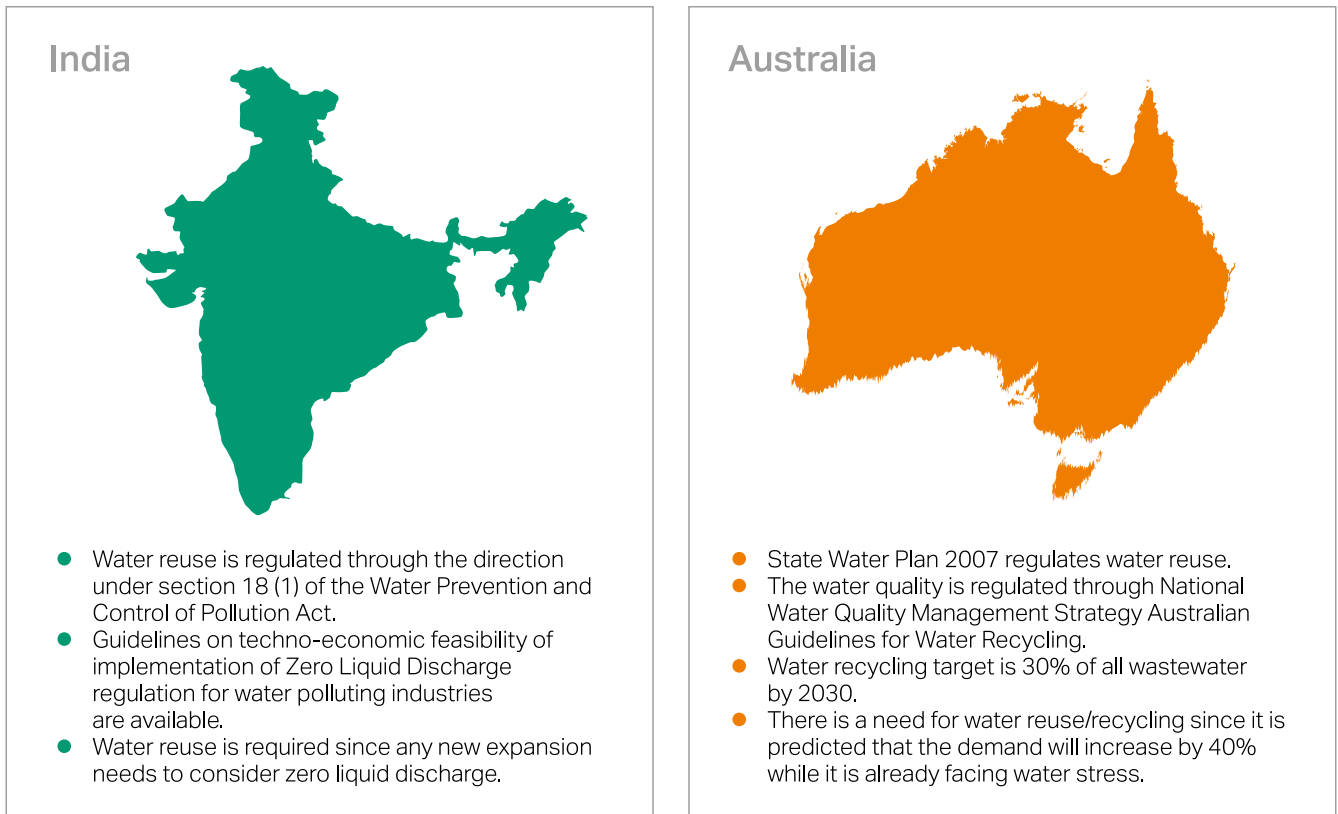 India
Water reuse is regulated through the direction
under section 18 (1) of the Water Prevention and
Control of Pollution Act.
Guidelines on techno-economic feasibility of
implementation of Zero Liquid Discharge
regulation for water polluting industries
are available.
Water reuse is required since any new expansion
needs to consider zero liquid discharge.
Australia
State Water Plan 2007 regulates water reuse.
The water quality is regulated through National
Water Quality Management Strategy Australian
Guidelines for Water Recycling.
Water recycling target is 30% of all wastewater
by 2030.
There is a need for water reuse/recycling since it is
predicted that the demand will increase by 40%
while it is already facing water stress.